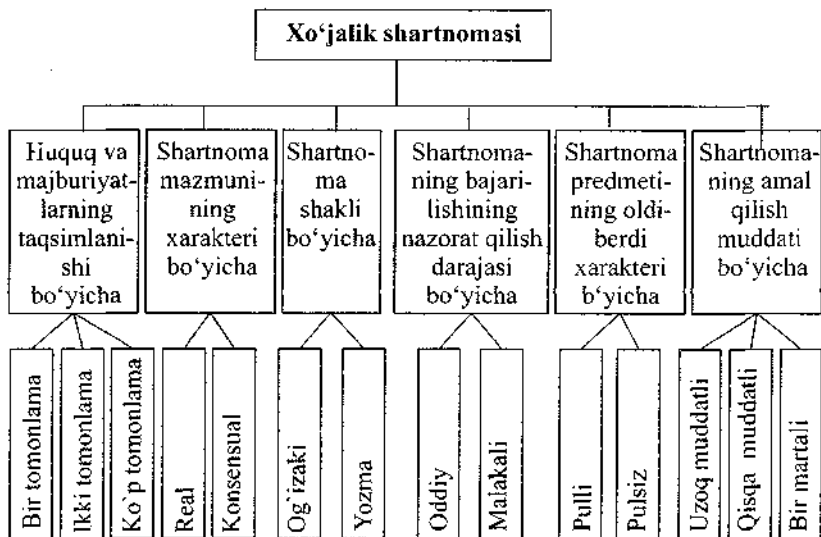 Xo‘jalik shartnomasi
Huquq va
majburiyat-
larning
taqsimlani-
shi
bo‘yicha
Shartnoma
mazmuni-
ning
xarakteri
bo‘yicha
Shartno-
ma
shakli
bo‘yicha
Shartnoma-
ning bajari-
lishining
nazorat qilish
darajasi
bo‘yicha
Shartnoma
predmeti-
ning oldi-
berdi
xarakteri
b‘yicha
Shartnoma-
ning amal
qilish
muddati
bo‘yicha
Bir tomonlama
Ikki tomonlama
Ko`p tomonlama
Real
Konsensual
Og`izaki
Yozma
Oddiy
Malakali
Pulli
Pulsiz
Uzoq muddatli
Qisqa muddatli
Bir martali